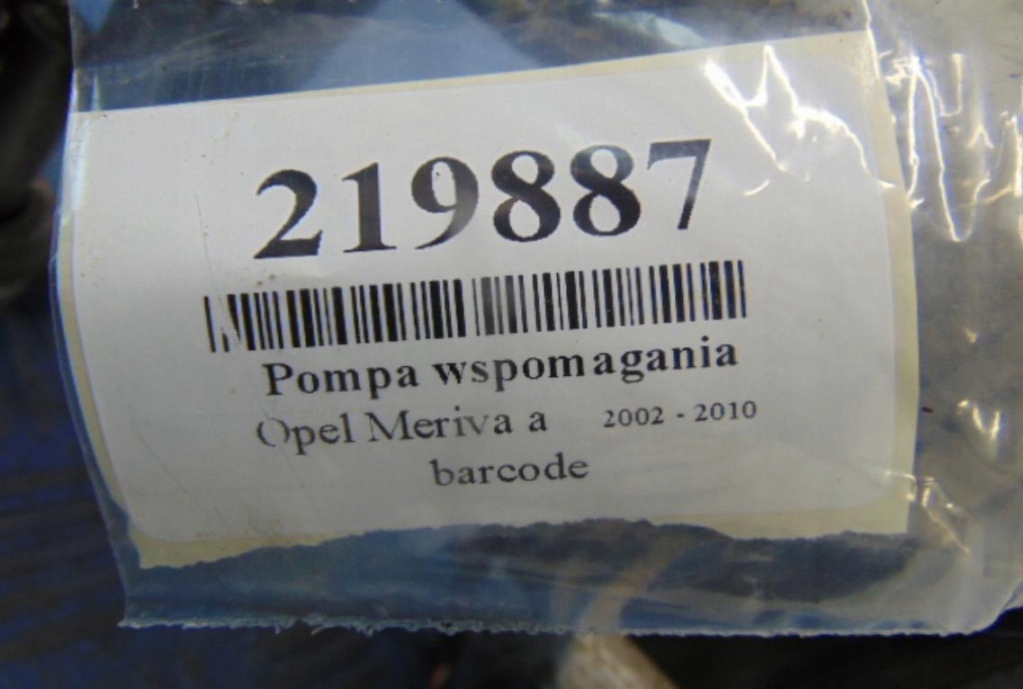 219887
Pompa wspomagania
Opel Meriva a 2002 - 2010
barcode